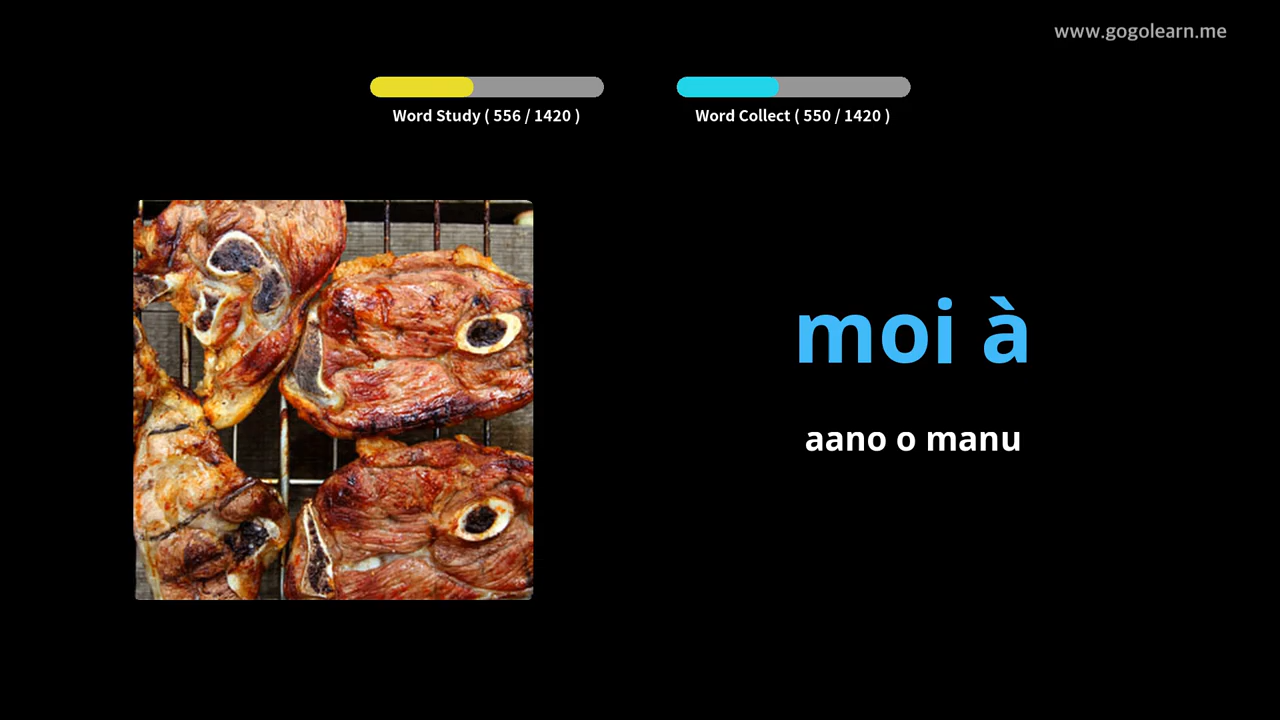 www.gogolearn.me
Word Study ( 556 / 1420 )
Word Collect ( 550 / 1420 )
moi à
aano o manu